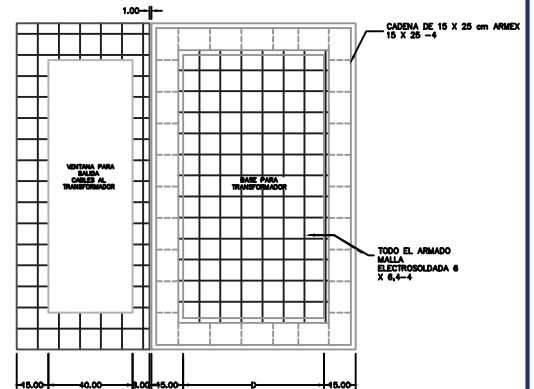 1.00
CADENA DE 15 X 25 cm ARMEX
15 X 25 -4
VENTANA PARA
SALIDA
CABLES AL
TRANSFORMADOR
BASE PARA
TRANSFORMADOR
TODO EL ARMADO
MALLA
ELECTROSOLDADA 6
X 6,4-4
15.00 40.00 15.00 D 15.00